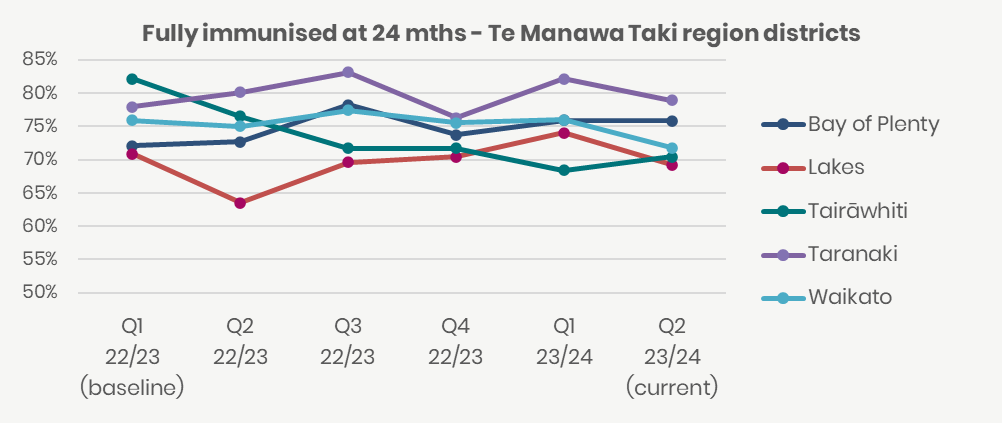 Fully immunised at 24 mths - Te Manawa Taki region districts
85%
80%
75%
70%
65%
60%
55%
50%
Q1 Q2 Q3 Q4 Q1 Q2
22/23 22/23 22/23 22/23 23/24 23/24
(baseline) (current)
Bay of Plenty
Lakes
Tairāwhiti
Taranaki
Waikato